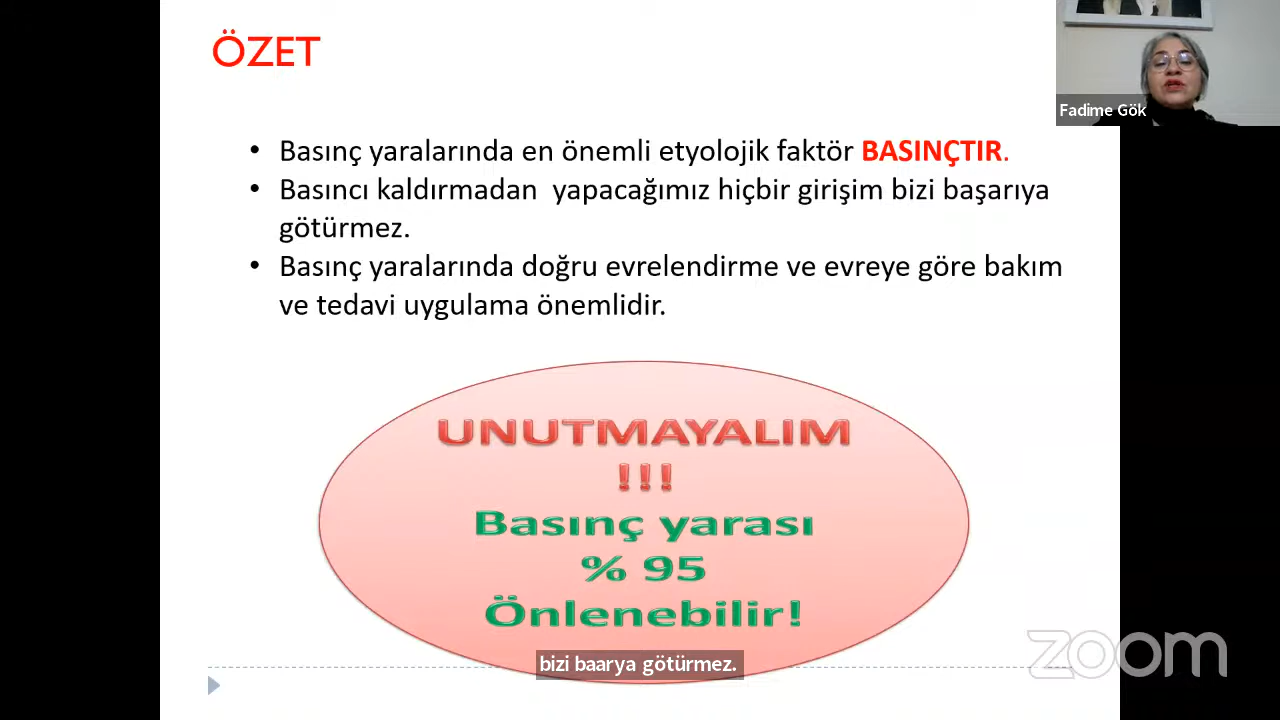 ÖZET
Fadime Gök
• Basınç yaralarında en önemli etyolojik faktör BASINÇTIR.
• Basıncı kaldırmadan yapacağımız hiçbir girişim bizi başarıya
götürmez.
• Basınç yaralarında doğru evrelendirme ve evreye göre bakım
ve tedavi uygulama önemlidir.
UNUTMAYALIM
!!!
Basınç yarası
% 95
Önlenebilir!
zoom
bizi baarya götürmez.